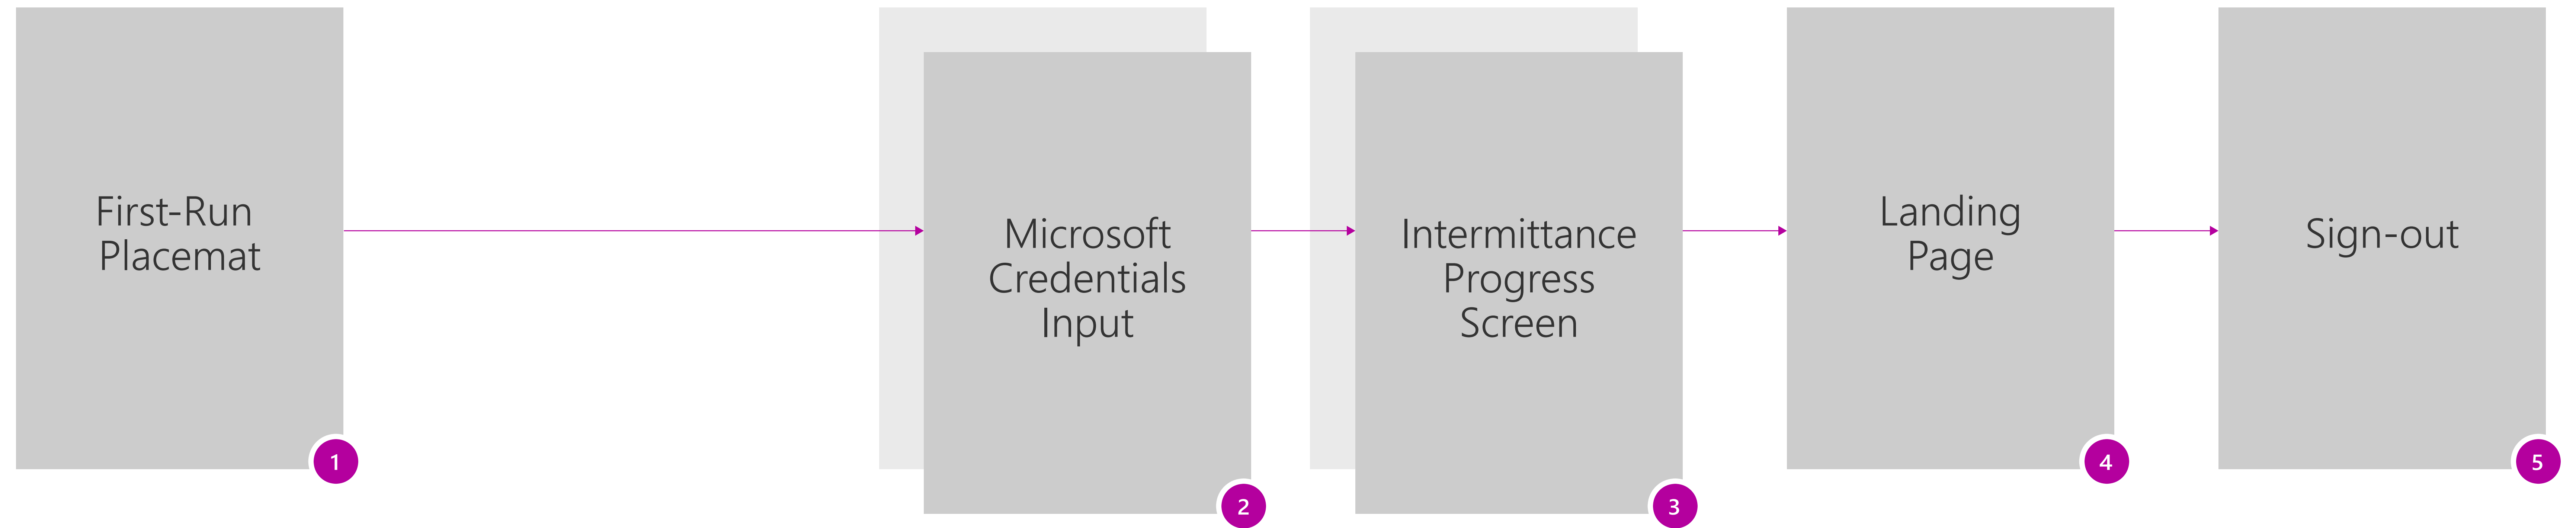 First-Run
Placemat
1
Microsoft
Credentials
Input
2
Intermittance
Progress
Screen
3
Landing
Page
4
Sign-out
5